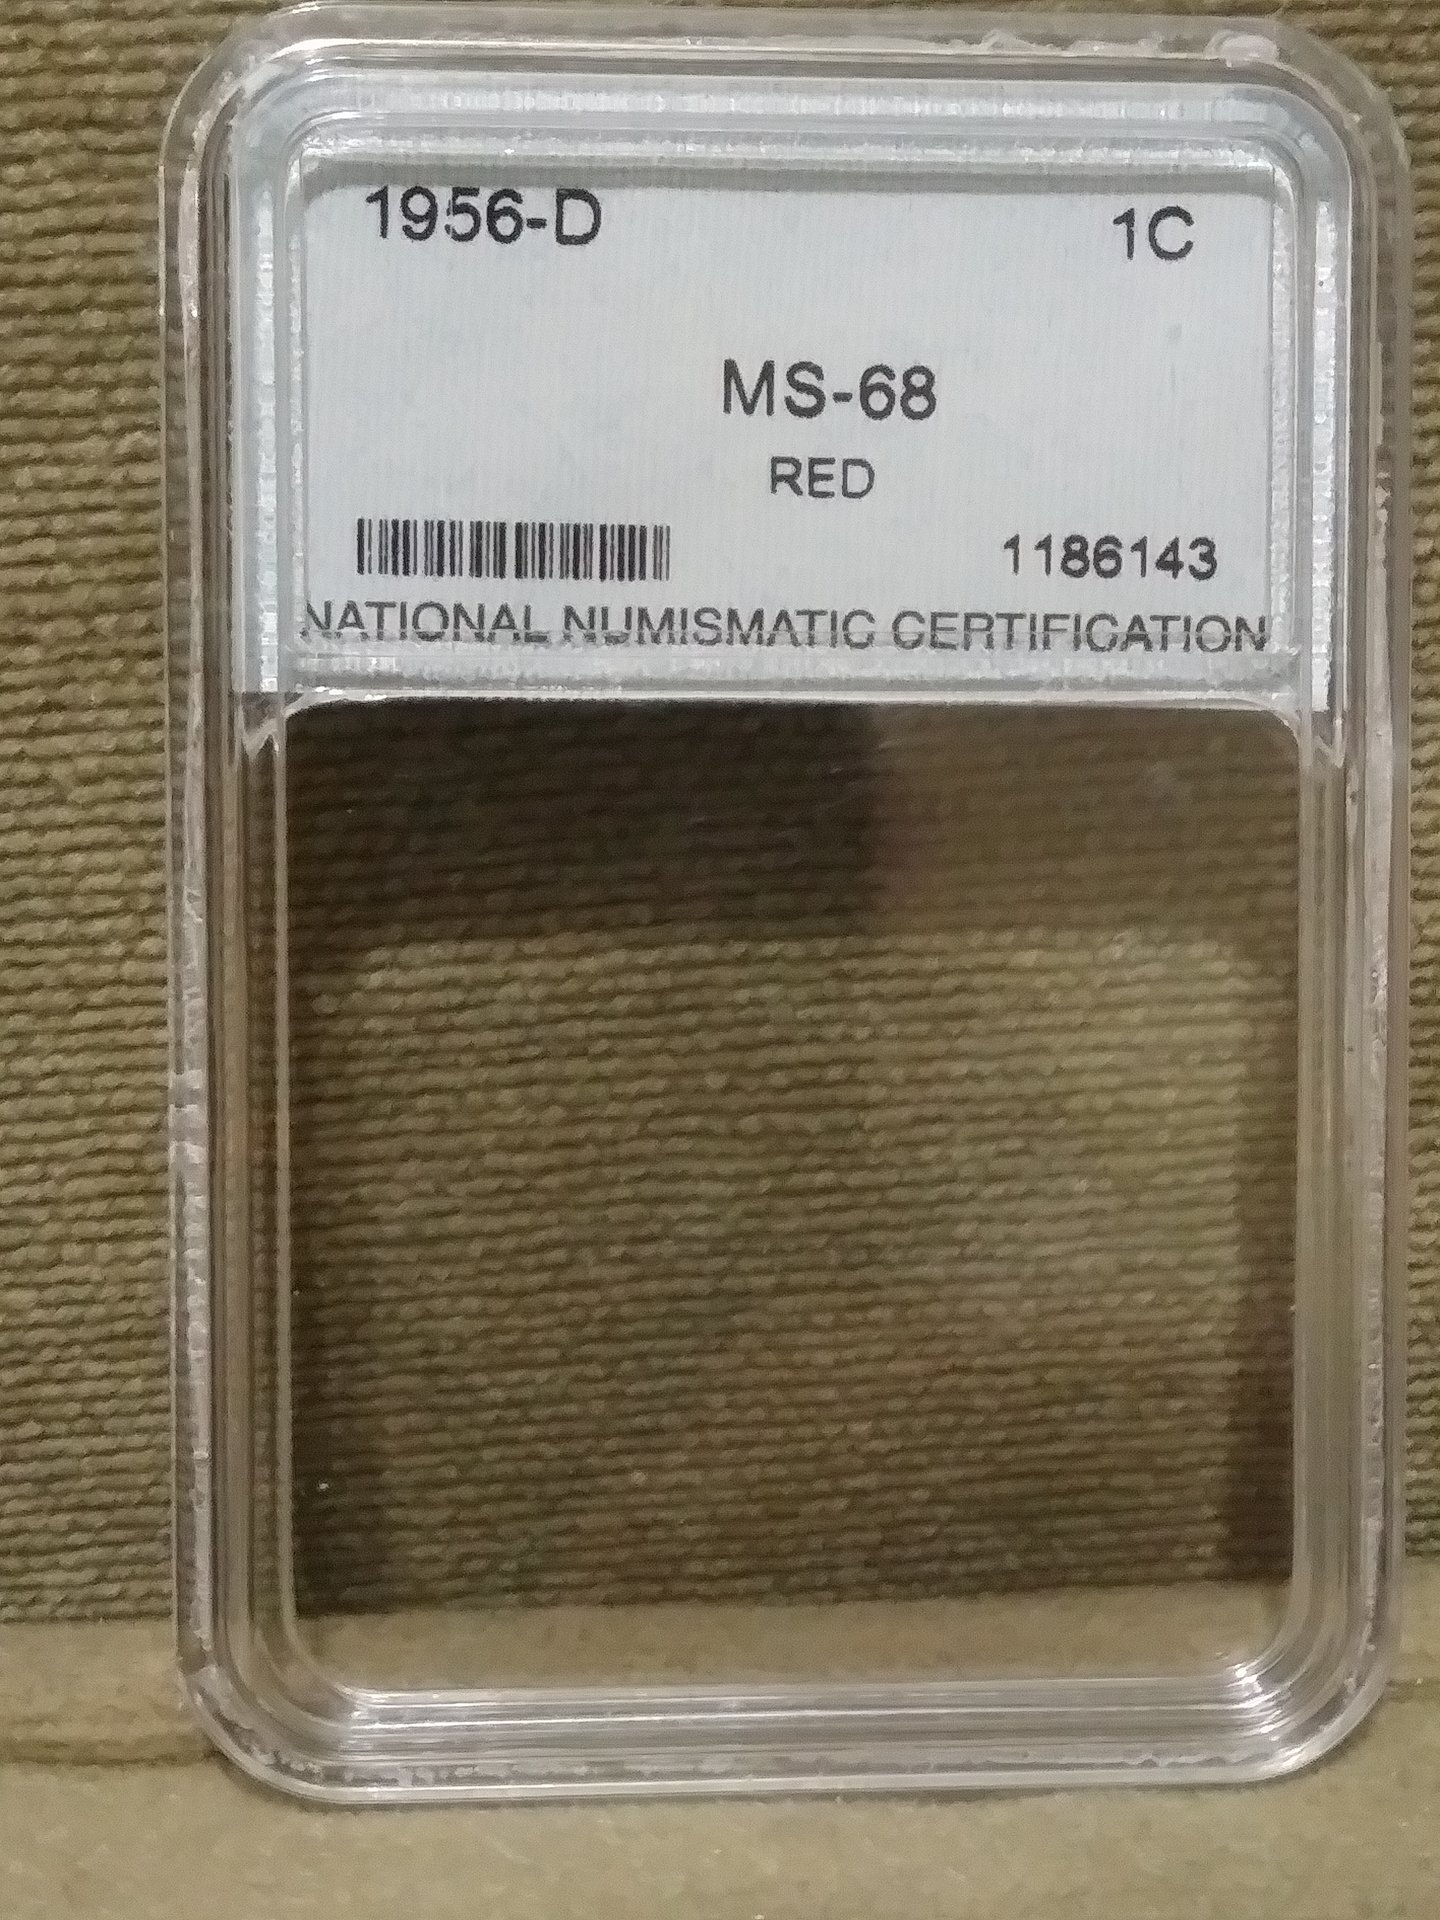 1956-D 1C
MS-68
RED
1186143
NATIONAL NUMISMATIC CERTIFICATION